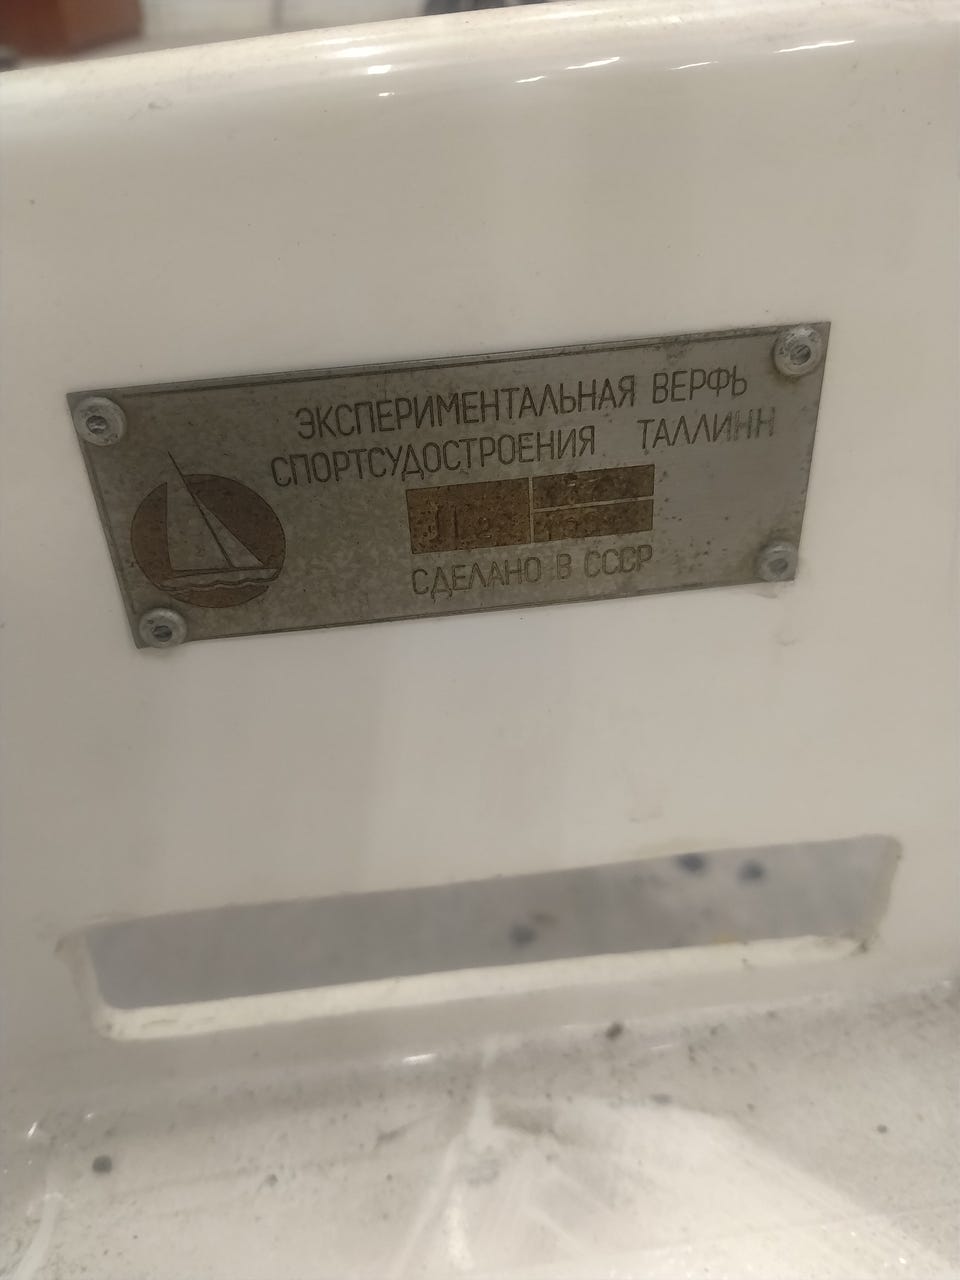 ЭКСПЕРИМЕНТАЛЬНАЯ ВЕРФЬ
СПОРТСУДОСТРОЕНИЯ ТАЛЛИНН
СДЕЛАНО В СССР